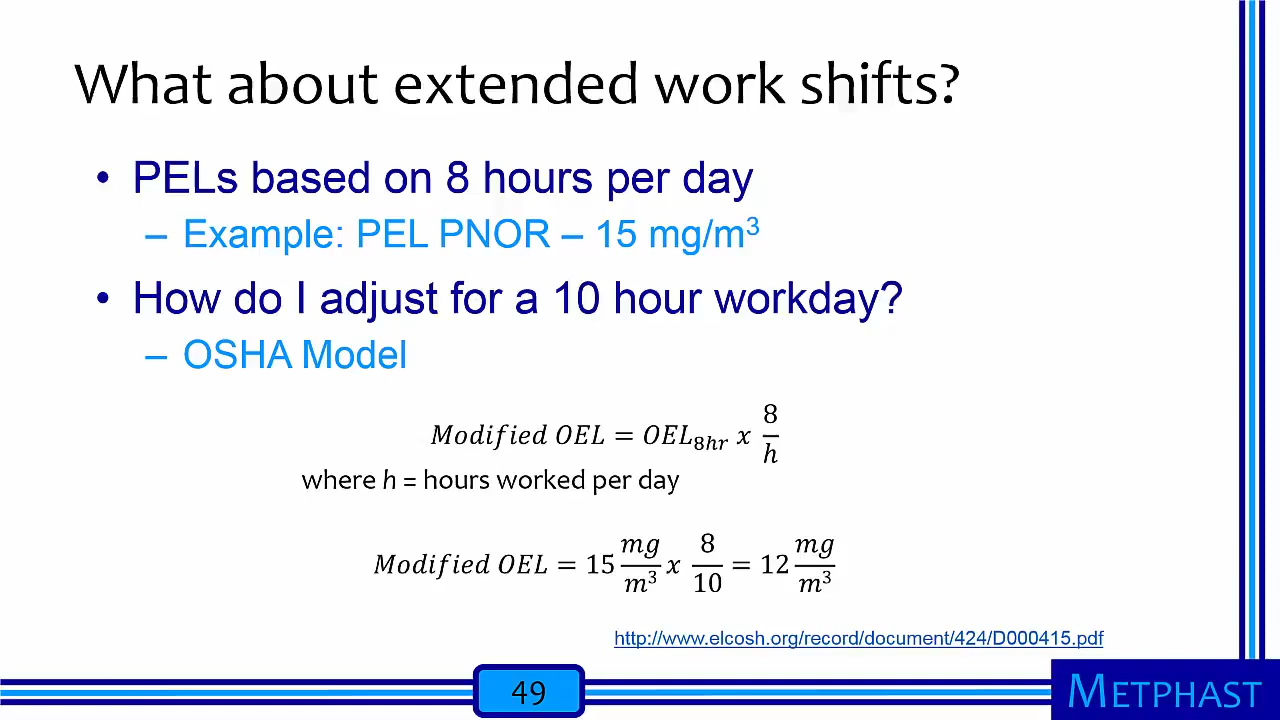 What about extended work shifts?
• PELs based on 8 hours per day
– Example: PEL PNOR – 15 mg/m³
• How do I adjust for a 10 hour workday?
– OSHA Model
Modified OEL = OEL₈ₕᵣ x 8/h
where h = hours worked per day
Modified OEL = 15 mg/m³ x 8/10 = 12 mg/m³
http://www.elcosh.org/record/document/424/D000415.pdf
49
METPHAST